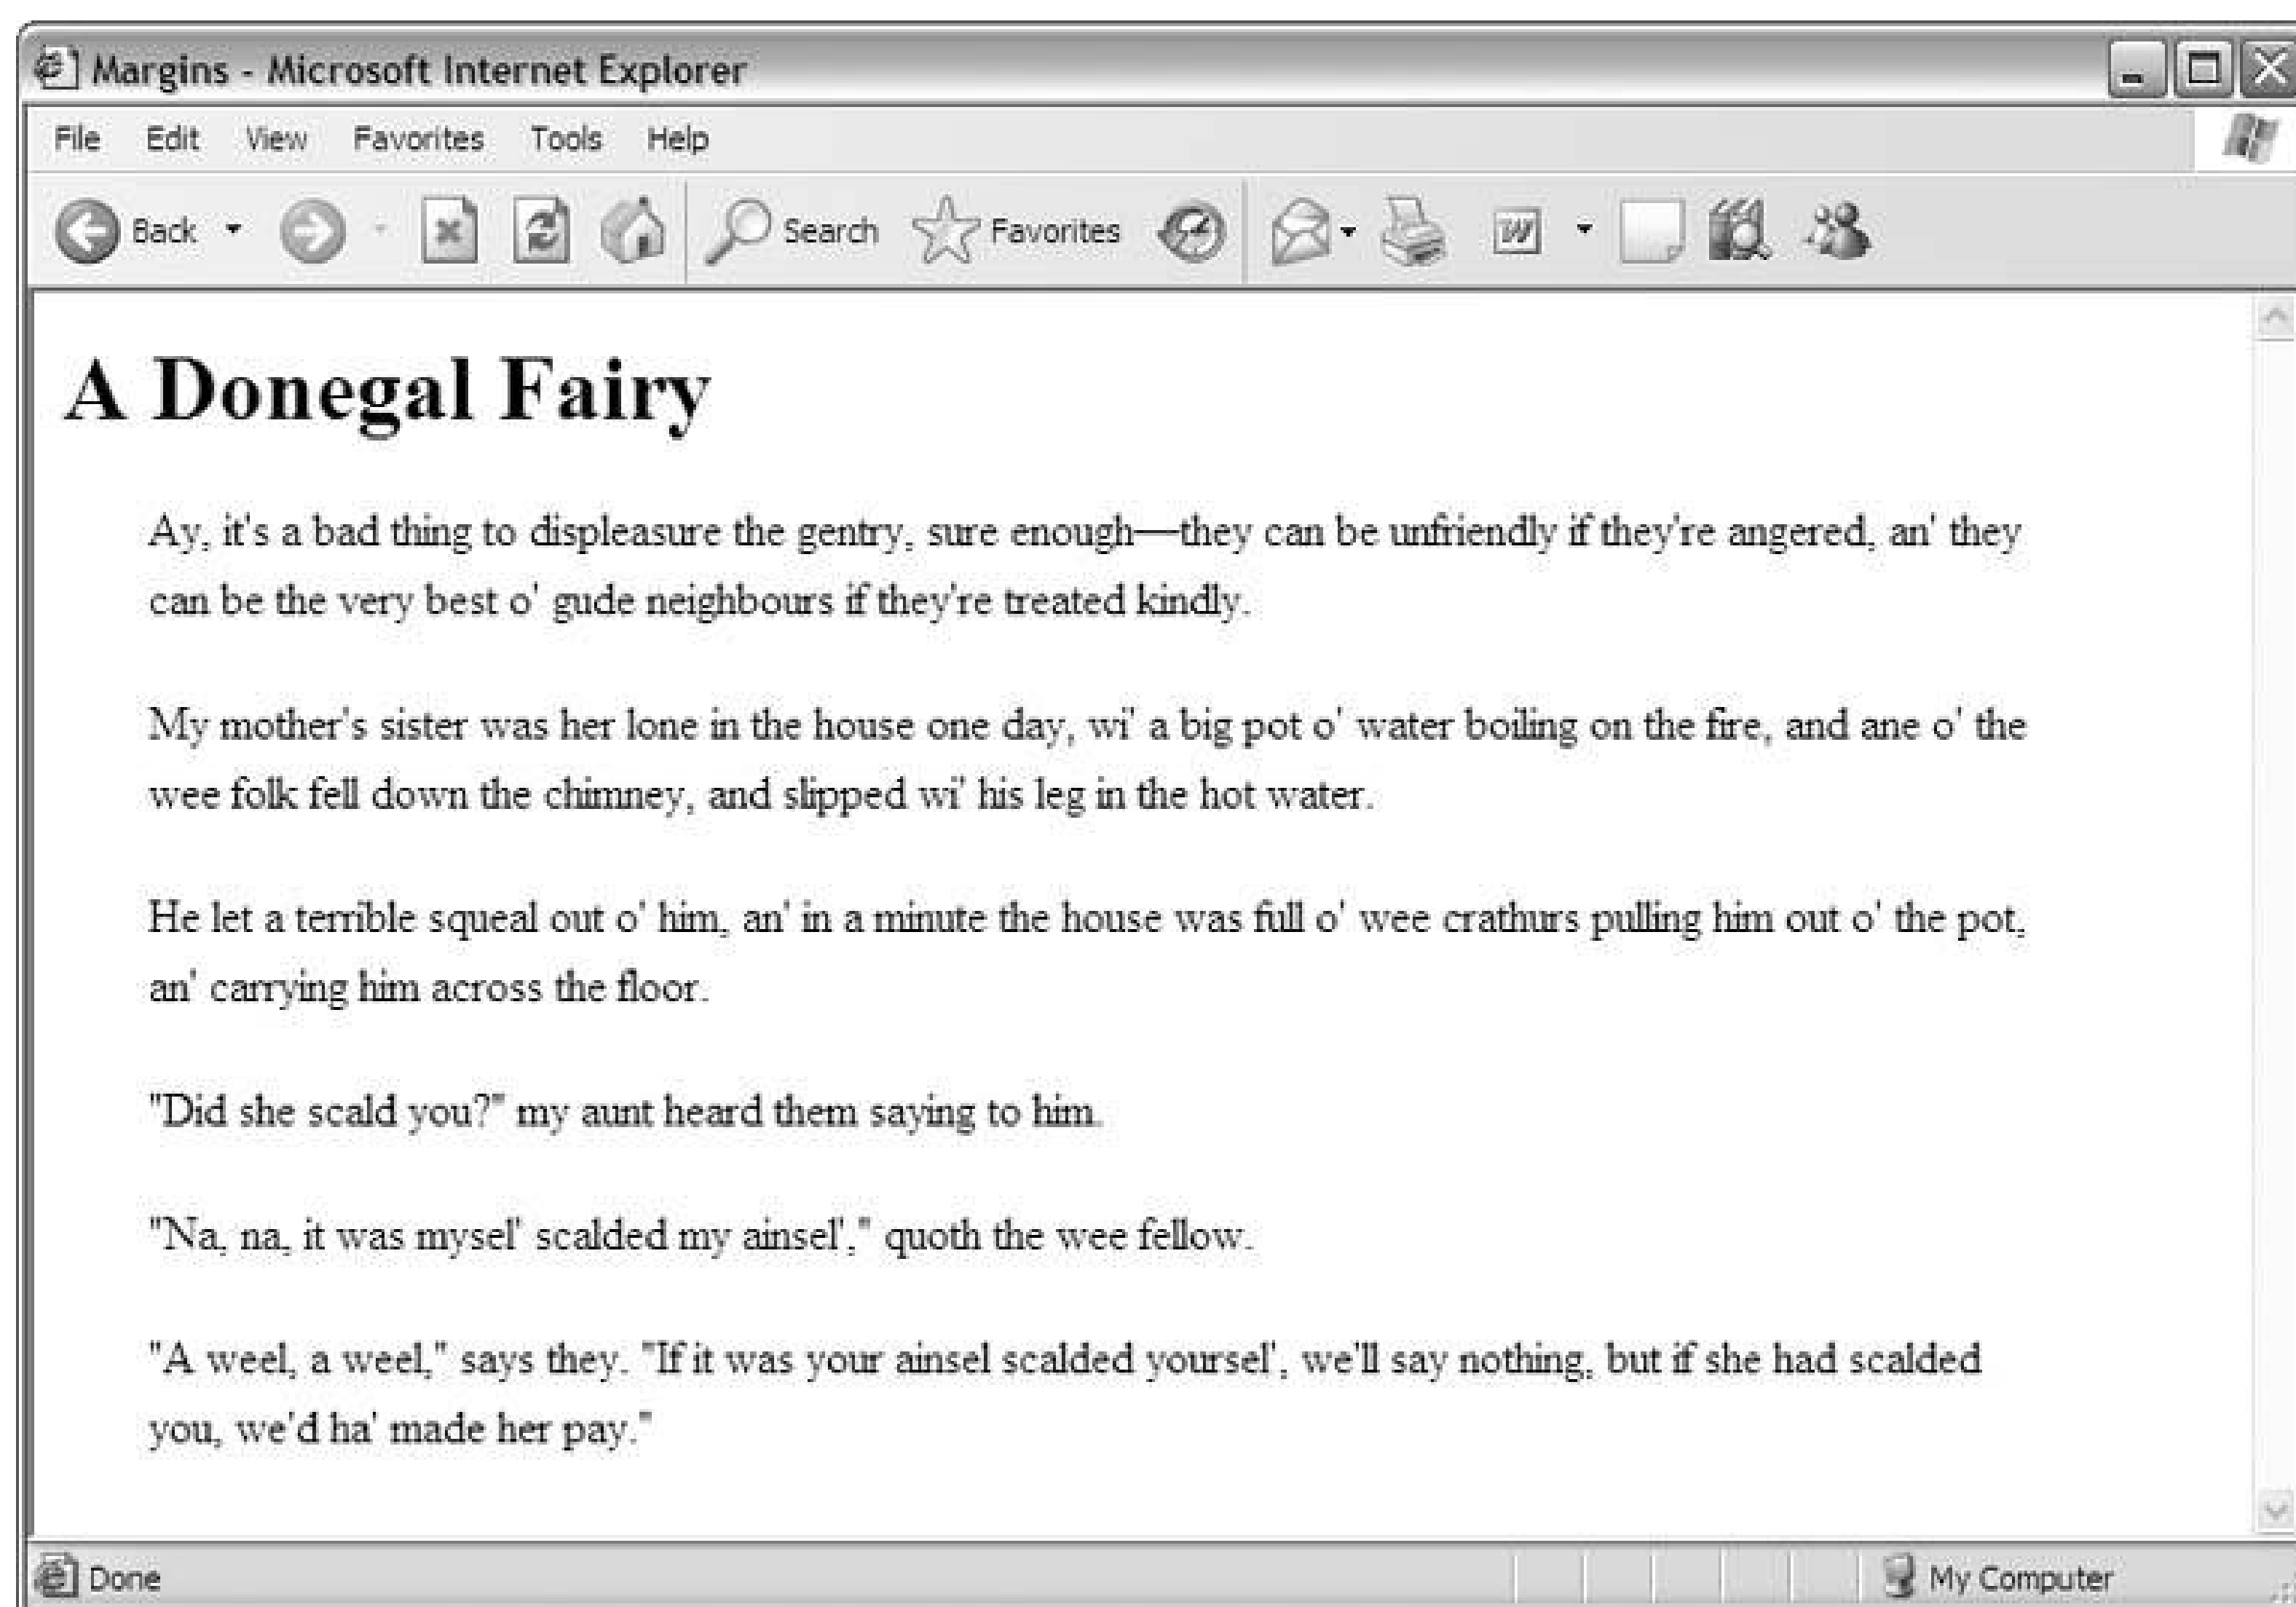 Margins - Microsoft Internet Explorer
File Edit View Favorites Tools Help
Back Search Favorites W
A Donegal Fairy
Ay, it's a bad thing to displeasure the gentry, sure enough—they can be unfriendly if they're angered, an' they
can be the very best o' gude neighbours if they're treated kindly.
My mother's sister was her lone in the house one day, wi' a big pot o' water boiling on the fire, and ane o' the
wee folk fell down the chimney, and slipped wi' his leg in the hot water.
He let a terrible squeal out o' him, an' in a minute the house was full o' wee crathurs pulling him out o' the pot,
an' carrying him across the floor.
"Did she scald you?" my aunt heard them saying to him.
"Na, na, it was mysel' scalded my ainsel'," quoth the wee fellow.
"A weel, a weel," says they. "If it was your ainsel scalded yoursel', we'll say nothing, but if she had scalded
you, we'd ha' made her pay."
Done My Computer